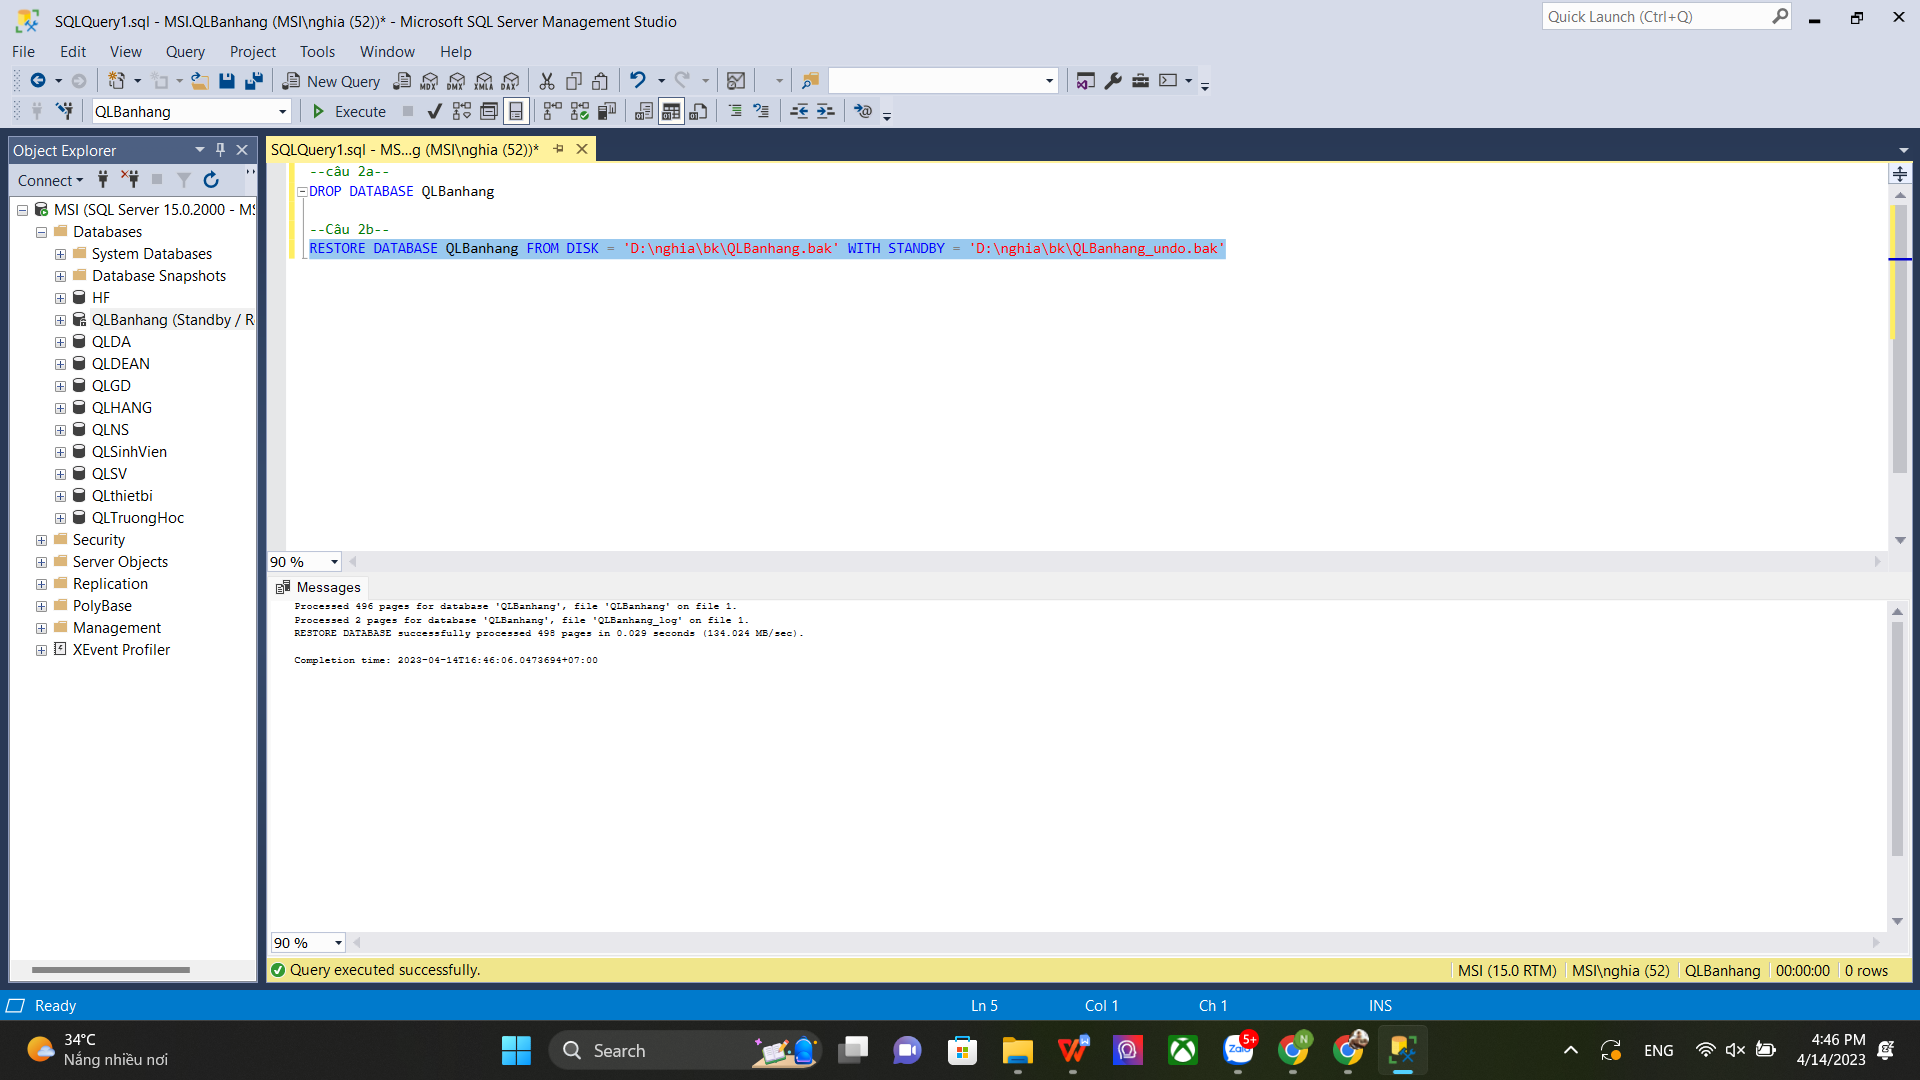 SQLQuery1.sql - MSI.QLBanhang (MSI\nghia (52))* - Microsoft SQL Server Management Studio
Quick Launch (Ctrl+Q)
File Edit View Query Project Tools Window Help
New Query MDX DMX XMLA DAX
QLBanhang Execute
Object Explorer
Connect
MSI (SQL Server 15.0.2000 - MS
Databases
System Databases
Database Snapshots
HF
QLBanhang (Standby / R
QLDA
QLDEAN
QLGD
QLHANG
QLNS
QLSinhVien
QLSV
QLthietbi
QLTruongHoc
Security
Server Objects
Replication
PolyBase
Management
XEvent Profiler
SQLQuery1.sql - MS...g (MSI\nghia (52))*
--câu 2a--
DROP DATABASE QLBanhang
--Câu 2b--
RESTORE DATABASE QLBanhang FROM DISK = 'D:\nghia\bk\QLBanhang.bak' WITH STANDBY = 'D:\nghia\bk\QLBanhang_undo.bak'
90 %
Messages
Processed 496 pages for database 'QLBanhang', file 'QLBanhang' on file 1.
Processed 2 pages for database 'QLBanhang', file 'QLBanhang_log' on file 1.
RESTORE DATABASE successfully processed 498 pages in 0.029 seconds (134.024 MB/sec).
Completion time: 2023-04-14T16:46:06.0473694+07:00
90 %
Query executed successfully. MSI (15.0 RTM) MSI\nghia (52) QLBanhang 00:00:00 0 rows
Ready Ln 5 Col 1 Ch 1 INS
34°C
Nắng nhiều nơi
Search
Zalo
5+
N
ENG
4:46 PM
4/14/2023